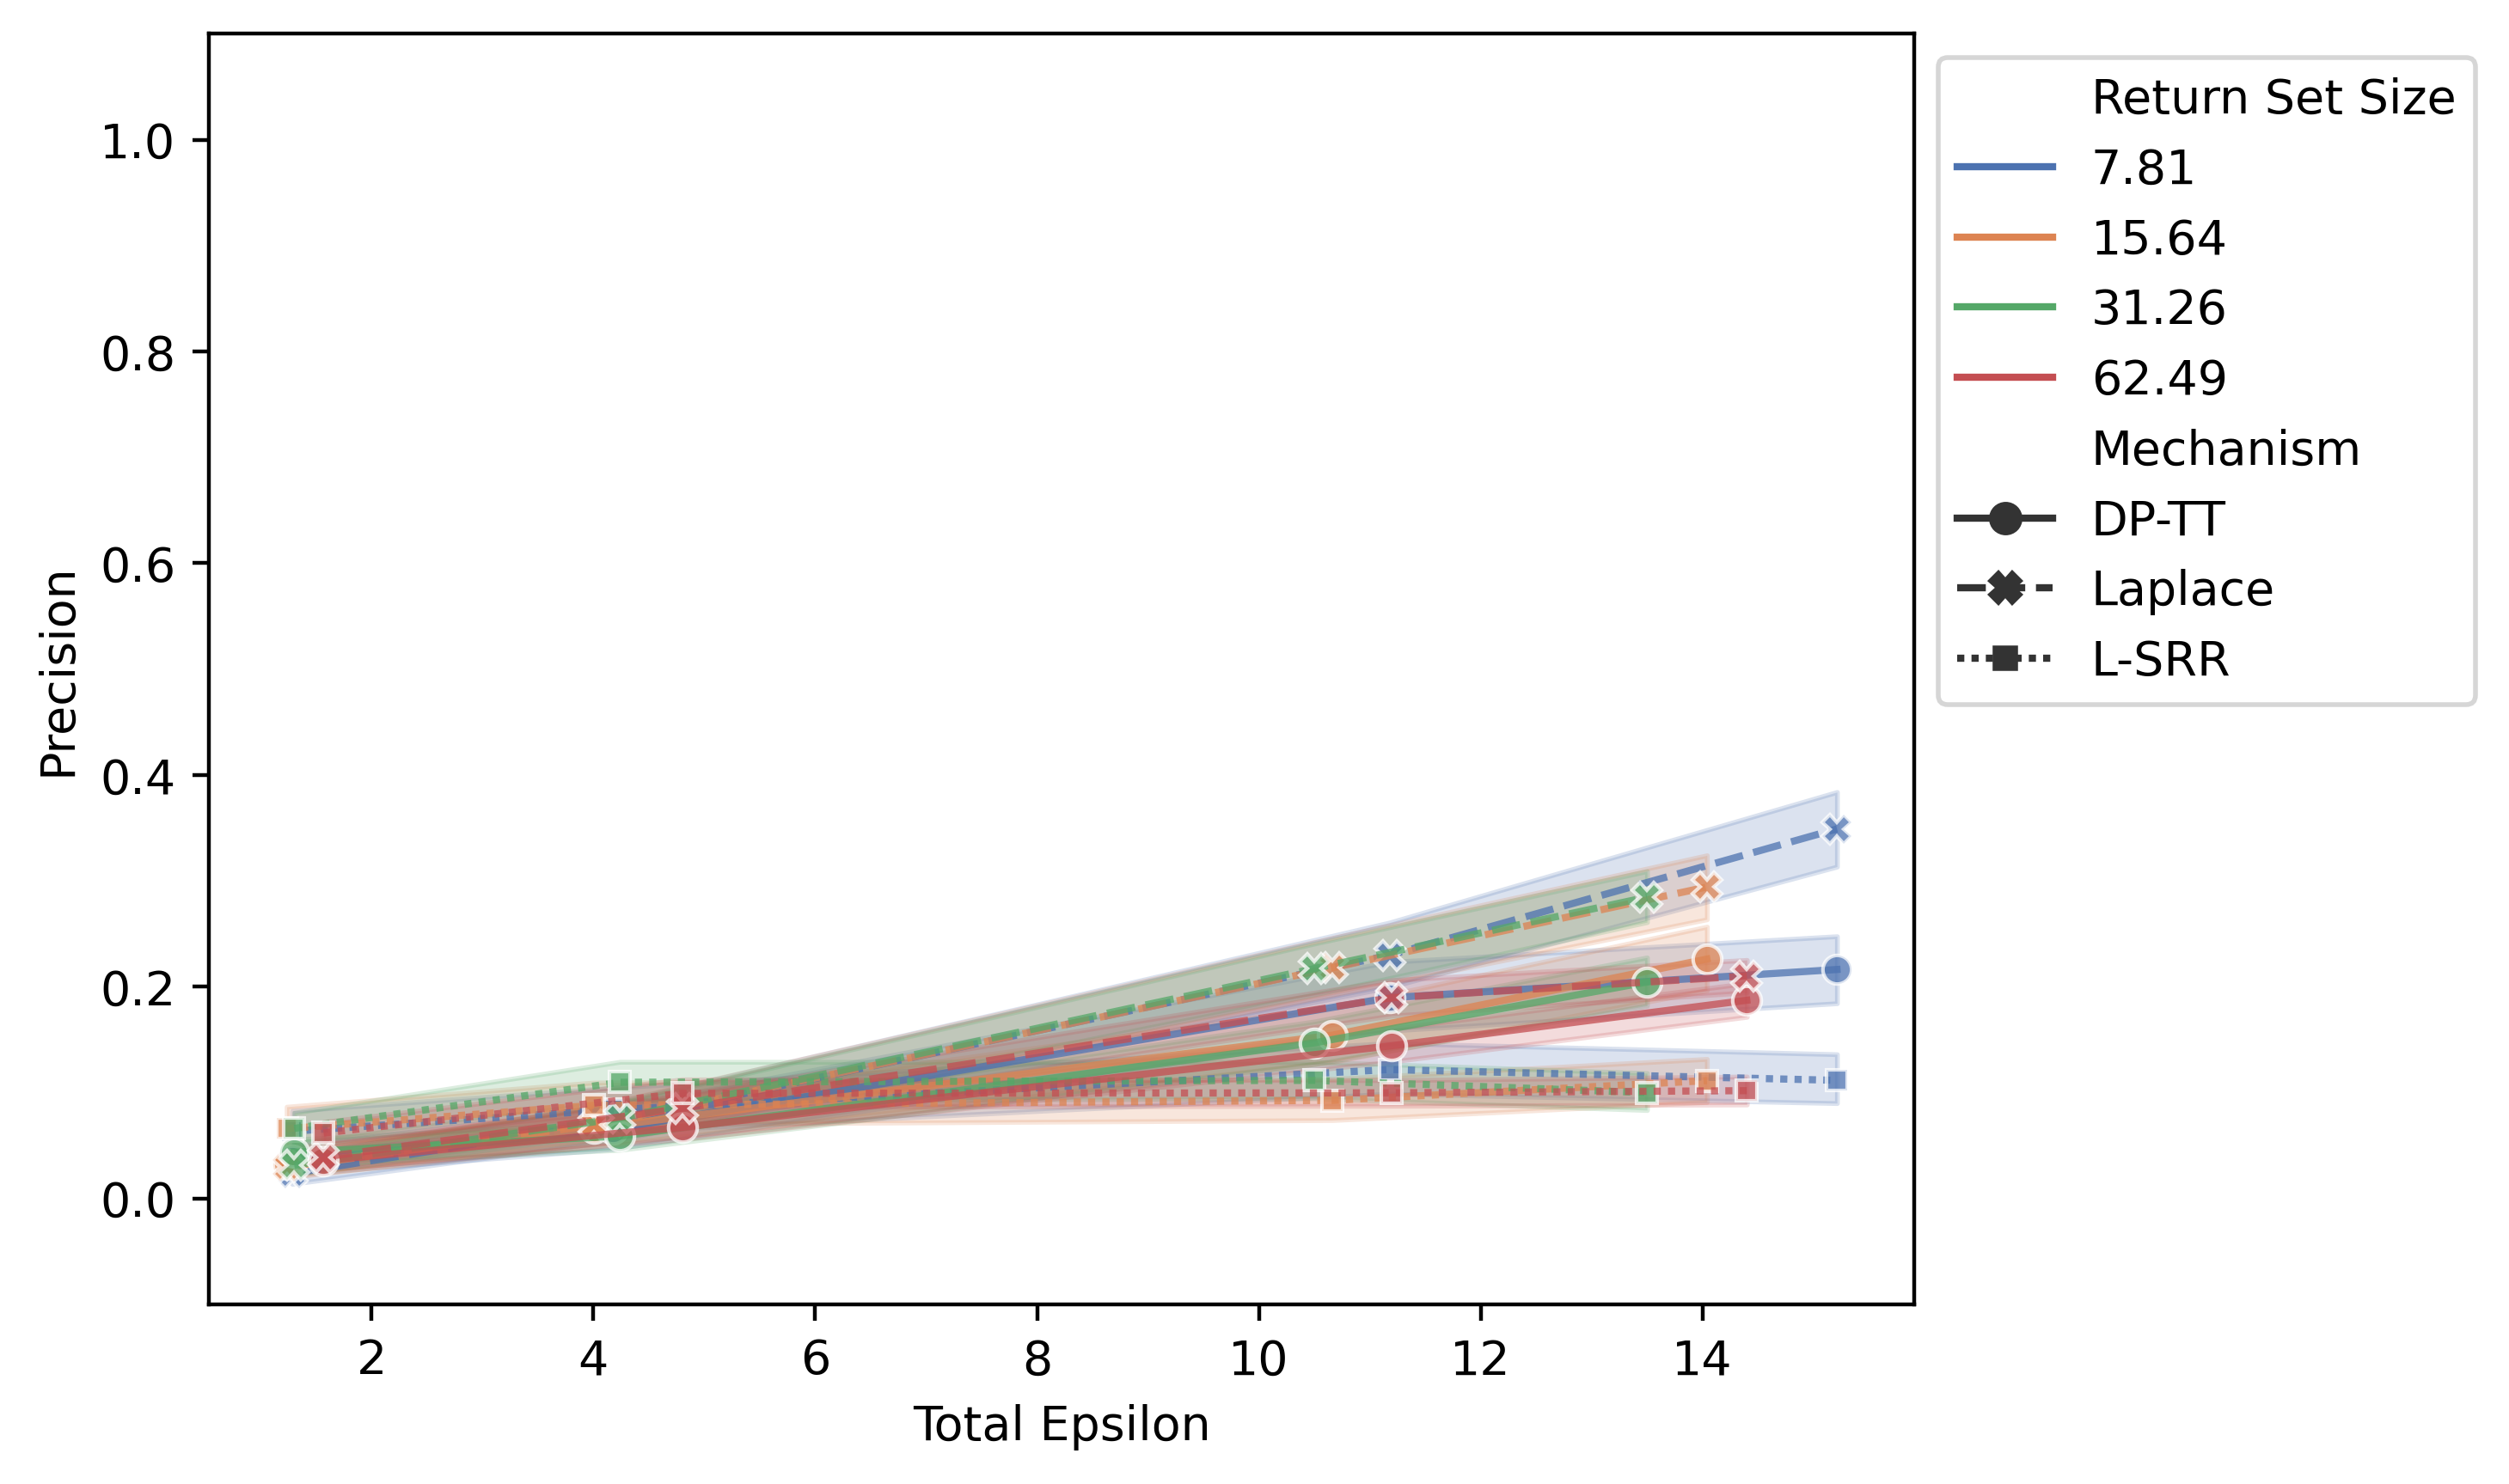 1.0
0.8
0.6
0.4
0.2
0.0
Precision
2 4 6 8 10 12 14
Total Epsilon
Return Set Size
7.81
15.64
31.26
62.49
Mechanism
DP-TT
Laplace
L-SRR